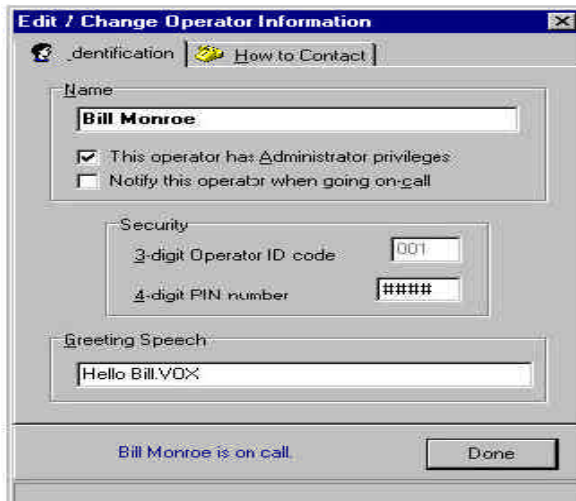 Edit / Change Operator Information
dentification
How to Contact
Name
Bill Monroe
This operator has Administrator privileges
Notify this operator when going on-call
Security
3-digit Operator ID code
001
4-digit PIN number
####
Greeting Speech
Hello Bill.VOX
Bill Monroe is on call.
Done